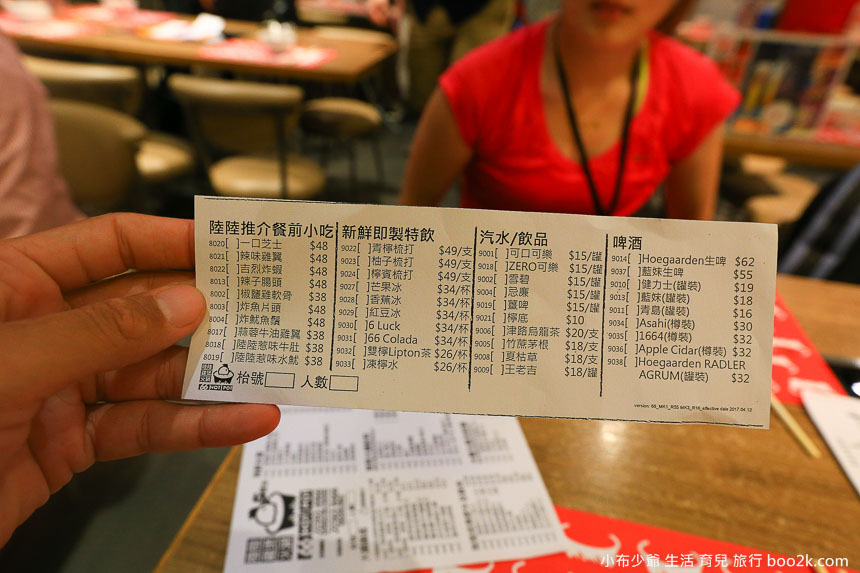 陸陸推介餐前小吃
8020[ ]一口芝士 $48
8021[ ]辣味雞翼 $48
8022[ ]吉烈炸蝦 $48
8013[ ]辣子腸頭 $48
8002[ ]椒鹽雞軟骨 $38
8003[ ]炸魚片頭 $48
8004[ ]炸魷魚鬚 $48
8017[ ]蒜蓉牛油雞翼 $38
8018[ ]陸陸惹味牛肚 $38
8019[ ]陸陸惹味水魷 $38
枱號 人數
66 HOT POT
新鮮即製特飲
9022[ ]青檸梳打 $49/支
9023[ ]柚子梳打 $49/支
9024[ ]檸賓梳打 $49/支
9027[ ]芒果冰 $34/杯
9028[ ]香蕉冰 $34/杯
9029[ ]紅豆冰 $34/杯
9030[ ]6 Luck $34/杯
9031[ ]66 Colada $34/杯
9032[ ]雙檸Lipton茶 $26/杯
9033[ ]凍檸水 $26/杯
汽水/飲品
9001[ ]可口可樂 $15/罐
9018[ ]ZERO可樂 $15/罐
9002[ ]雪碧 $15/罐
9004[ ]忌廉 $15/罐
9019[ ]薑啤 $15/罐
9021[ ]檸底 $10
9006[ ]津路烏龍茶 $20/支
9005[ ]竹蔗茅根 $18/支
9008[ ]夏枯草 $18/支
9009[ ]王老吉 $18/罐
啤酒
9014[ ]Hoegaarden生啤 $62
9037[ ]藍妹生啤 $55
9010[ ]健力士(罐裝) $19
9013[ ]藍妹(罐裝) $18
9011[ ]青島(罐裝) $16
9034[ ]Asahi(樽裝) $30
9035[ ]1664(樽裝) $32
9036[ ]Apple Cidar(樽裝) $32
9038[ ]Hoegaarden RADLER
AGRUM(罐裝) $32
version: 66_MK1_R55 MK3_R16_effective date 2017.04.12
小布少爺 生活 育兒 旅行 boo2k.com